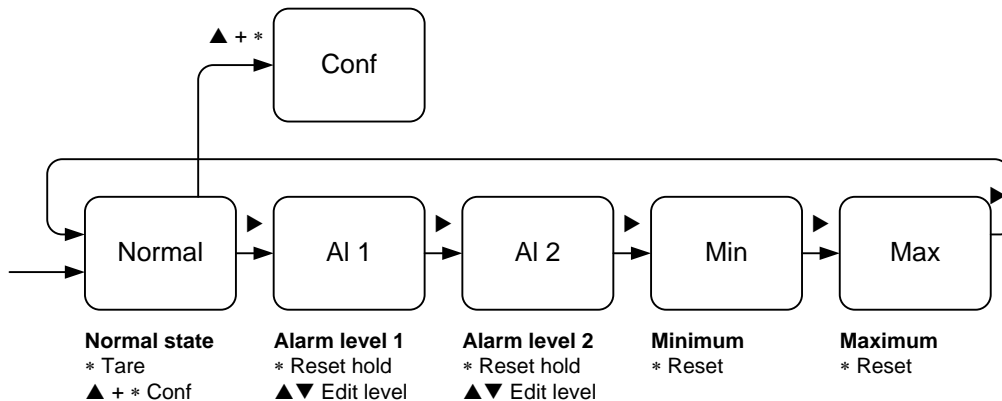 ▲ + *
Conf
Normal
Al 1
Al 2
Min
Max
Normal state
* Tare
▲ + * Conf
Alarm level 1
* Reset hold
▲▼ Edit level
Alarm level 2
* Reset hold
▲▼ Edit level
Minimum
* Reset
Maximum
* Reset